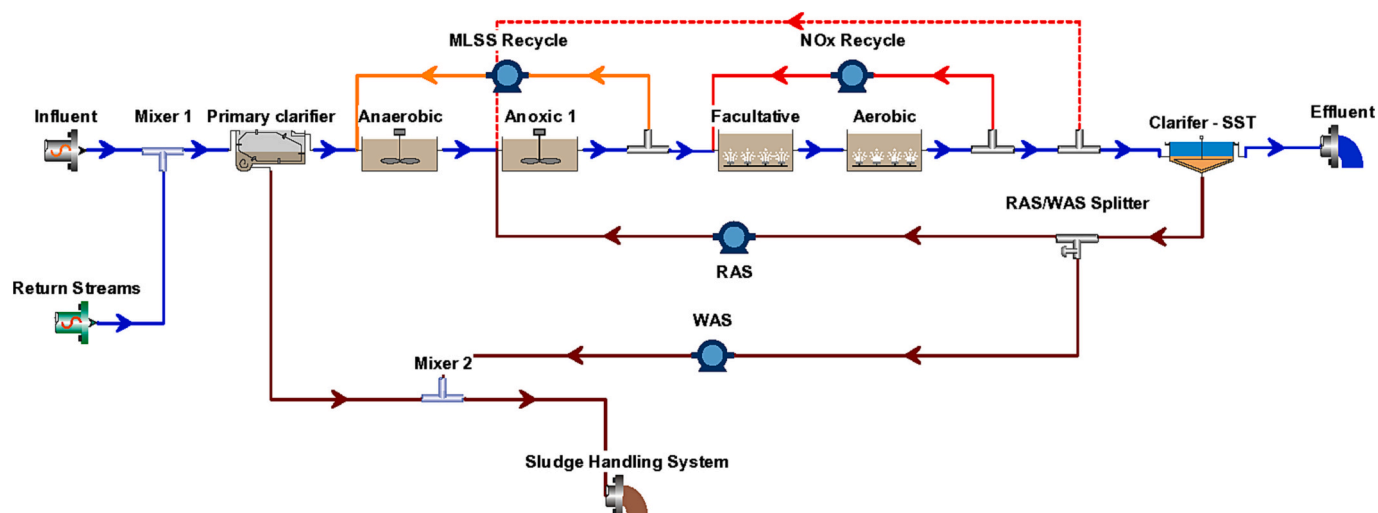 MLSS Recycle
NOx Recycle
Influent
Mixer 1
Primary clarifier
Anaerobic
Anoxic 1
Facultative
Aerobic
Clarifer - SST
Effluent
RAS/WAS Splitter
RAS
Return Streams
WAS
Mixer 2
Sludge Handling System